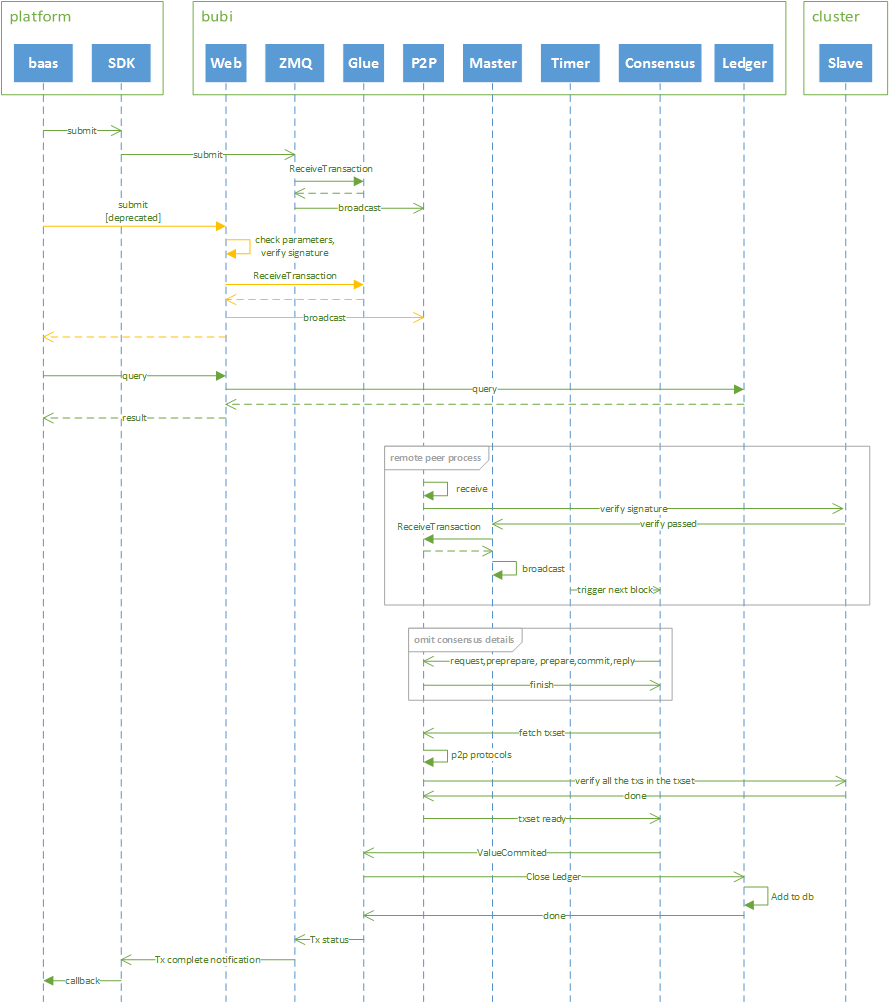 platform
bubi
cluster
baas
SDK
Web
ZMQ
Glue
P2P
Master
Timer
Consensus
Ledger
Slave
submit
submit
ReceiveTransaction
broadcast
submit
[deprecated]
check parameters,
verify signature
ReceiveTransaction
broadcast
query
query
result
remote peer process
receive
verify signature
verify passed
ReceiveTransaction
broadcast
trigger next block
omit consensus details
request,preprepare, prepare,commit,reply
finish
fetch txset
p2p protocols
verify all the txs in the txset
done
txset ready
ValueCommited
Close Ledger
Add to db
done
Tx status
Tx complete notification
callback